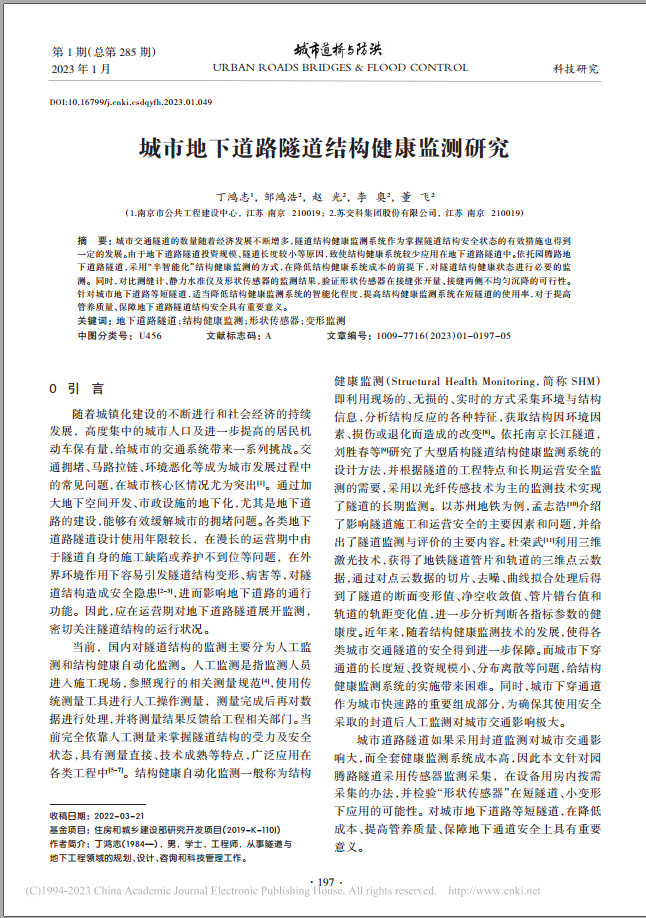 第 1 期(总第 285 期)
2023 年 1 月
城市道桥与防洪
URBAN ROADS BRIDGES & FLOOD CONTROL
科技研究
DOI:10.16799/j.cnki.csdqyfh.2023.01.049
城市地下道路隧道结构健康监测研究
丁鸿志¹, 邹鸿浩², 赵 光², 李 奥², 董 飞²
(1.南京市公共工程建设中心, 江苏 南京 210019; 2.苏交科集团股份有限公司, 江苏 南京 210019)
摘 要: 城市交通隧道的数量随着经济发展不断增多, 隧道结构健康监测系统作为掌握隧道结构安全状态的有效措施也得到
一定的发展。由于地下道路隧道投资规模、隧道长度较小等原因, 致使结构健康系统较少应用在地下道路隧道中。依托园腾路地
下道路隧道, 采用“半智能化”结构健康监测的方式, 在降低结构健康系统成本的前提下, 对隧道结构健康状态进行必要的监
测。同时, 对比测缝计、静力水准仪及形状传感器的监测结果, 验证形状传感器在接缝张开量、接缝两侧不均匀沉降的可行性。
针对城市地下道路等短隧道, 适当降低结构健康监测系统的智能化程度, 提高结构健康监测系统在短隧道的使用率, 对于提高
管养质量、保障地下道路隧道结构安全具有重要意义。
关键词: 地下道路隧道; 结构健康监测; 形状传感器; 变形监测
中图分类号: U456 文献标志码: A 文章编号: 1009-7716(2023)01-0197-05
0 引 言
随着城镇化建设的不断进行和社会经济的持续
发展, 高度集中的城市人口及进一步提高的居民机
动车保有量, 给城市的交通系统带来一系列挑战。交
通拥堵、马路拉链、环境恶化等成为城市发展过程中
的常见问题, 在城市核心区情况尤为突出[1]。通过加
大地下空间开发、市政设施的地下化, 尤其是地下道
路的建设, 能够有效缓解城市的拥堵问题。各类地下
道路隧道设计使用年限较长, 在漫长的运营期中由
于隧道自身的施工缺陷或养护不到位等问题, 在外
界环境作用下容易引发隧道结构变形、病害等, 对隧
道结构造成安全隐患[2-3], 进而影响地下道路的通行
功能。因此, 应在运营期对地下道路隧道展开监测,
密切关注隧道结构的运行状况。
当前, 国内对隧道结构的监测主要分为人工监
测和结构健康自动化监测。人工监测是指监测人员
进入施工现场, 参照现行的相关测量规范[4], 使用传
统测量工具进行人工操作测量, 测量完成后再对数
据进行处理, 并将测量结果反馈给工程相关部门。当
前完全依靠人工测量来掌握隧道结构的受力及安全
状态, 具有测量直接、技术成熟等特点, 广泛应用在
各类工程中[5-7]。结构健康自动化监测一般称为结构
收稿日期: 2022-03-21
基金项目: 住房和城乡建设部研究开发项目(2019-K-110)
作者简介: 丁鸿志(1984—), 男, 学士, 工程师, 从事隧道与
地下工程领域的规划、设计、咨询和科技管理工作。
健康监测(Structural Health Monitoring, 简称 SHM)
即利用现场的、无损的、实时的方式采集环境与结构
信息, 分析结构反应的各种特征, 获取结构因环境因
素、损伤或退化而造成的改变[8]。依托南京长江隧道,
刘胜春等[9]研究了大型盾构隧道结构健康监测系统的
设计方法, 并根据隧道的工程特点和长期运营安全监
测的需要, 采用以光纤传感技术为主的监测技术实现
了隧道的长期监测。以苏州地铁为例, 孟志浩[10]介绍
了影响隧道施工和运营安全的主要因素和问题, 并给
出了隧道监测与评价的主要内容。杜荣武[11]利用三维
激光技术, 获得了地铁隧道管片和轨道的三维点云数
据, 通过对点云数据的切片、去噪、曲线拟合处理后得
到了隧道的断面变形值、净空收敛值、管片错台值和
轨道的轨距变化值, 进一步分析判断各指标参数的健
康度。近年来, 随着结构健康监测技术的发展, 使得各
类城市交通隧道的安全得到进一步保障。而城市下穿
通道的长度短、投资规模小、分布离散等问题, 给结构
健康监测系统的实施带来困难。同时, 城市下穿通道
作为城市快速路的重要组成部分, 为确保其使用安全
采取的封道后人工监测对城市交通影响极大。
城市道路隧道如果采用封道监测对城市交通影
响大, 而全套健康监测系统成本高, 因此本文针对园
腾路隧道采用传感器监测采集, 在设备用房内按需
采集的办法, 并检验“形状传感器”在短隧道、小变形
下应用的可能性。对城市地下道路等短隧道, 在降低
成本、提高管养质量、保障地下通道安全上具有重要
意义。
· 197 ·
(C)1994-2023 China Academic Journal Electronic Publishing House. All rights reserved. http://www.cnki.net